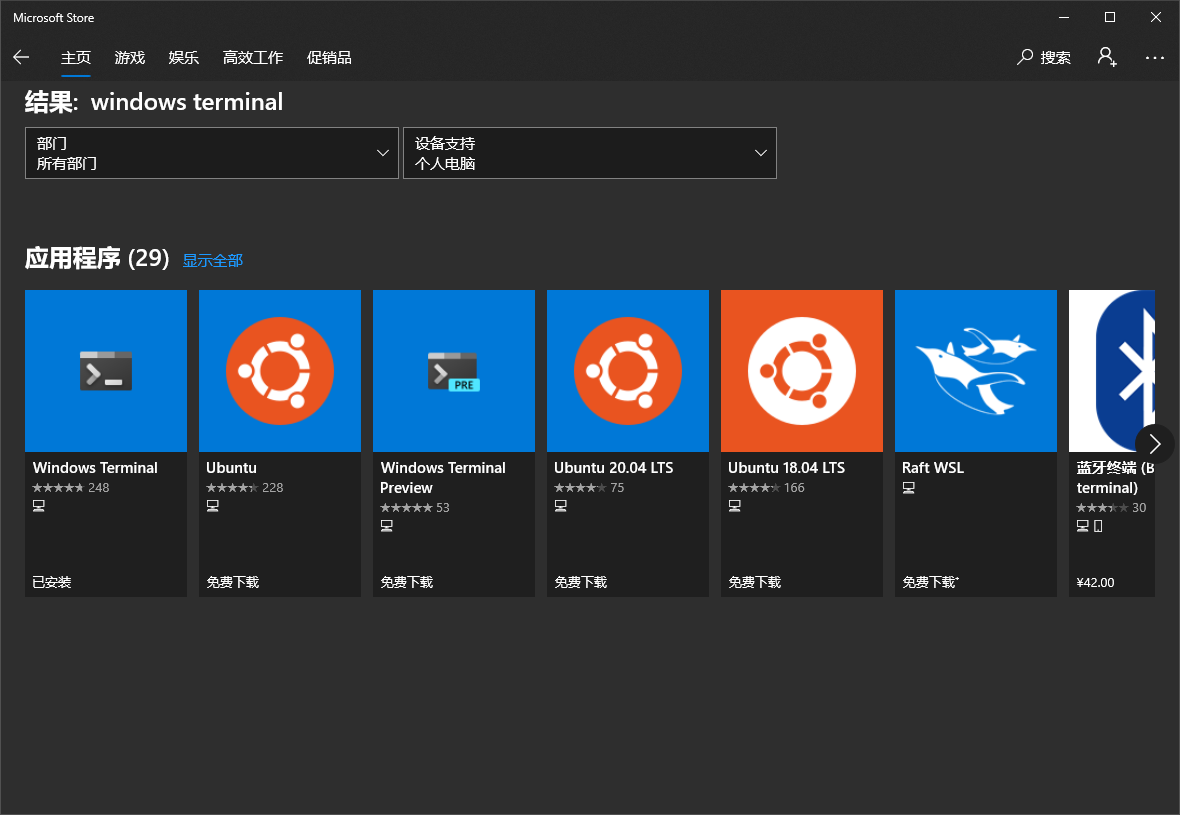 Microsoft Store
主页 游戏 娱乐 高效工作 促销品 搜索
结果: windows terminal
部门
所有部门
设备支持
个人电脑
应用程序 (29) 显示全部
PRE
Windows Terminal
248
已安装
Ubuntu
228
免费下载
Windows Terminal
Preview
53
免费下载
Ubuntu 20.04 LTS
75
免费下载
Ubuntu 18.04 LTS
166
免费下载
Raft WSL
免费下载+
蓝牙终端 (B
terminal)
30
¥42.00